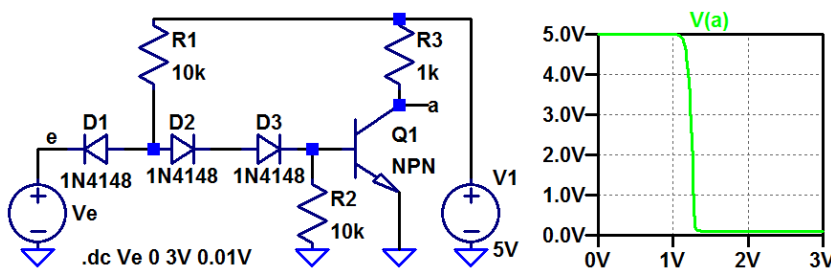 R1
10k
R3
1k
a
e
D1
D2
D3
1N4148
1N4148
1N4148
Q1
NPN
R2
10k
V1
5V
Ve
.dc Ve 0 3V 0.01V
V(a)
5.0V
4.0V
3.0V
2.0V
1.0V
0.0V
0V
1V
2V
3V